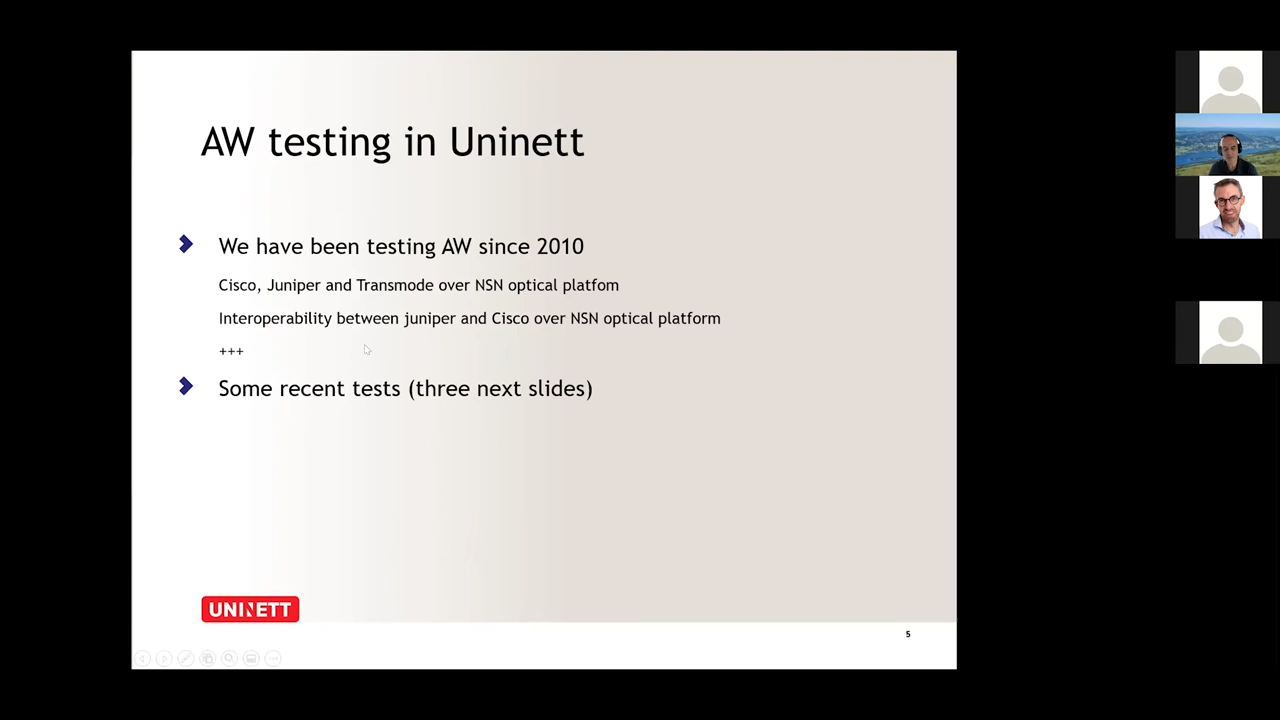 AW testing in Uninett
We have been testing AW since 2010
Cisco, Juniper and Transmode over NSN optical platfom
Interoperability between juniper and Cisco over NSN optical platform
+++
Some recent tests (three next slides)
UNINETT
5